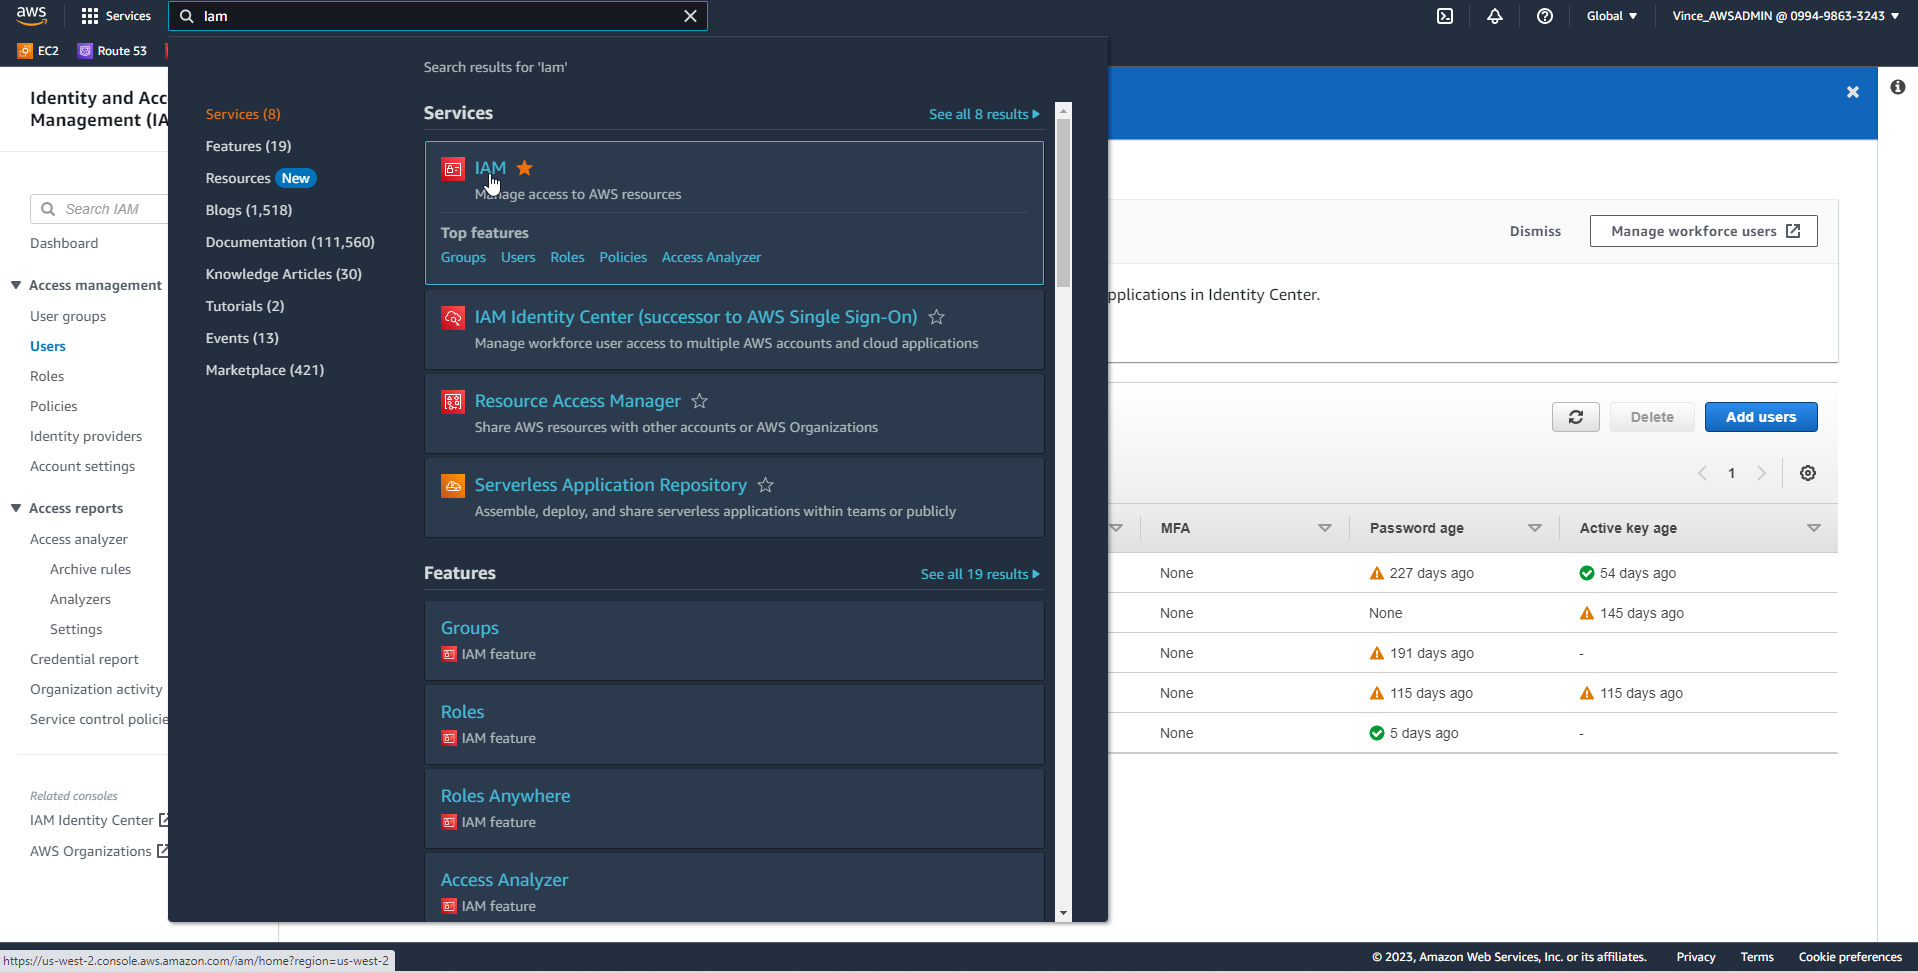 aws
Services
Iam
Global
Vince_AWSADMIN @ 0994-9863-3243
EC2
Route 53
Identity and Acc
Management (IA
Search IAM
Dashboard
Access management
User groups
Users
Roles
Policies
Identity providers
Account settings
Access reports
Access analyzer
Archive rules
Analyzers
Settings
Credential report
Organization activity
Service control policie
Related consoles
IAM Identity Center
AWS Organizations
Search results for 'Iam'
Services (8)
Features (19)
Resources New
Blogs (1,518)
Documentation (111,560)
Knowledge Articles (30)
Tutorials (2)
Events (13)
Marketplace (421)
Services
See all 8 results
IAM
Manage access to AWS resources
Top features
Groups Users Roles Policies Access Analyzer
IAM Identity Center (successor to AWS Single Sign-On)
Manage workforce user access to multiple AWS accounts and cloud applications
Resource Access Manager
Share AWS resources with other accounts or AWS Organizations
Serverless Application Repository
Assemble, deploy, and share serverless applications within teams or publicly
Features
See all 19 results
Groups
IAM feature
Roles
IAM feature
Roles Anywhere
IAM feature
Access Analyzer
IAM feature
Dismiss
Manage workforce users
pplications in Identity Center.
Delete
Add users
1
MFA Password age Active key age
None 227 days ago 54 days ago
None None 145 days ago
None 191 days ago -
None 115 days ago 115 days ago
None 5 days ago -
© 2023, Amazon Web Services, Inc. or its affiliates. Privacy Terms Cookie preferences
https://us-west-2.console.aws.amazon.com/iam/home?region=us-west-2